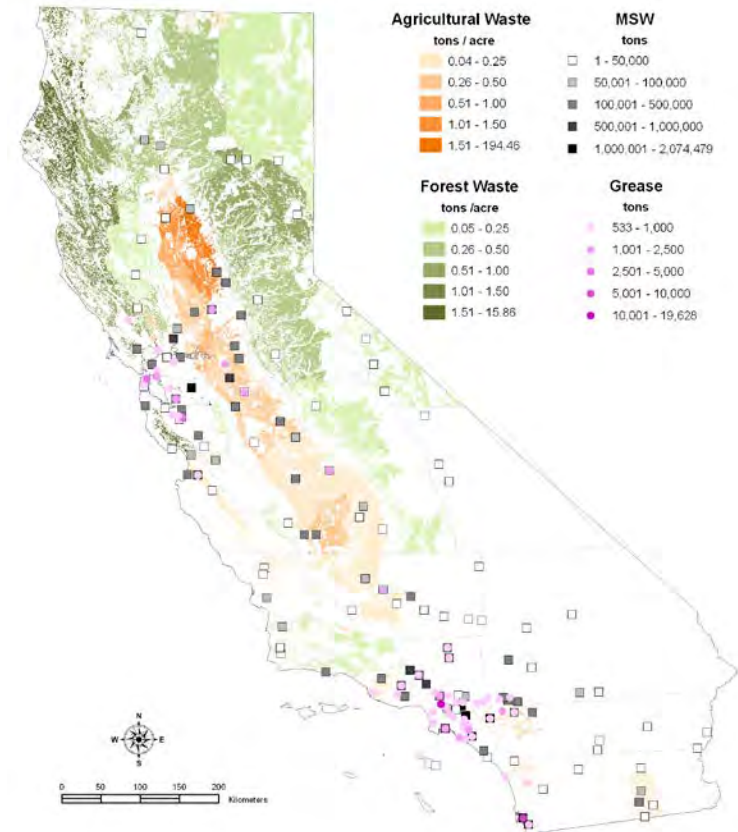 Agricultural Waste
tons / acre
0.04 - 0.25
0.26 - 0.50
0.51 - 1.00
1.01 - 1.50
1.51 - 194.46
MSW
tons
1 - 50,000
50,001 - 100,000
100,001 - 500,000
500,001 - 1,000,000
1,000,001 - 2,074,479
Forest Waste
tons /acre
0.05 - 0.25
0.26 - 0.50
0.51 - 1.00
1.01 - 1.50
1.51 - 15.86
Grease
tons
533 - 1,000
1,001 - 2,500
2,501 - 5,000
5,001 - 10,000
10,001 - 19,628
N
W E
S
0 50 100 150 200
Kilometers